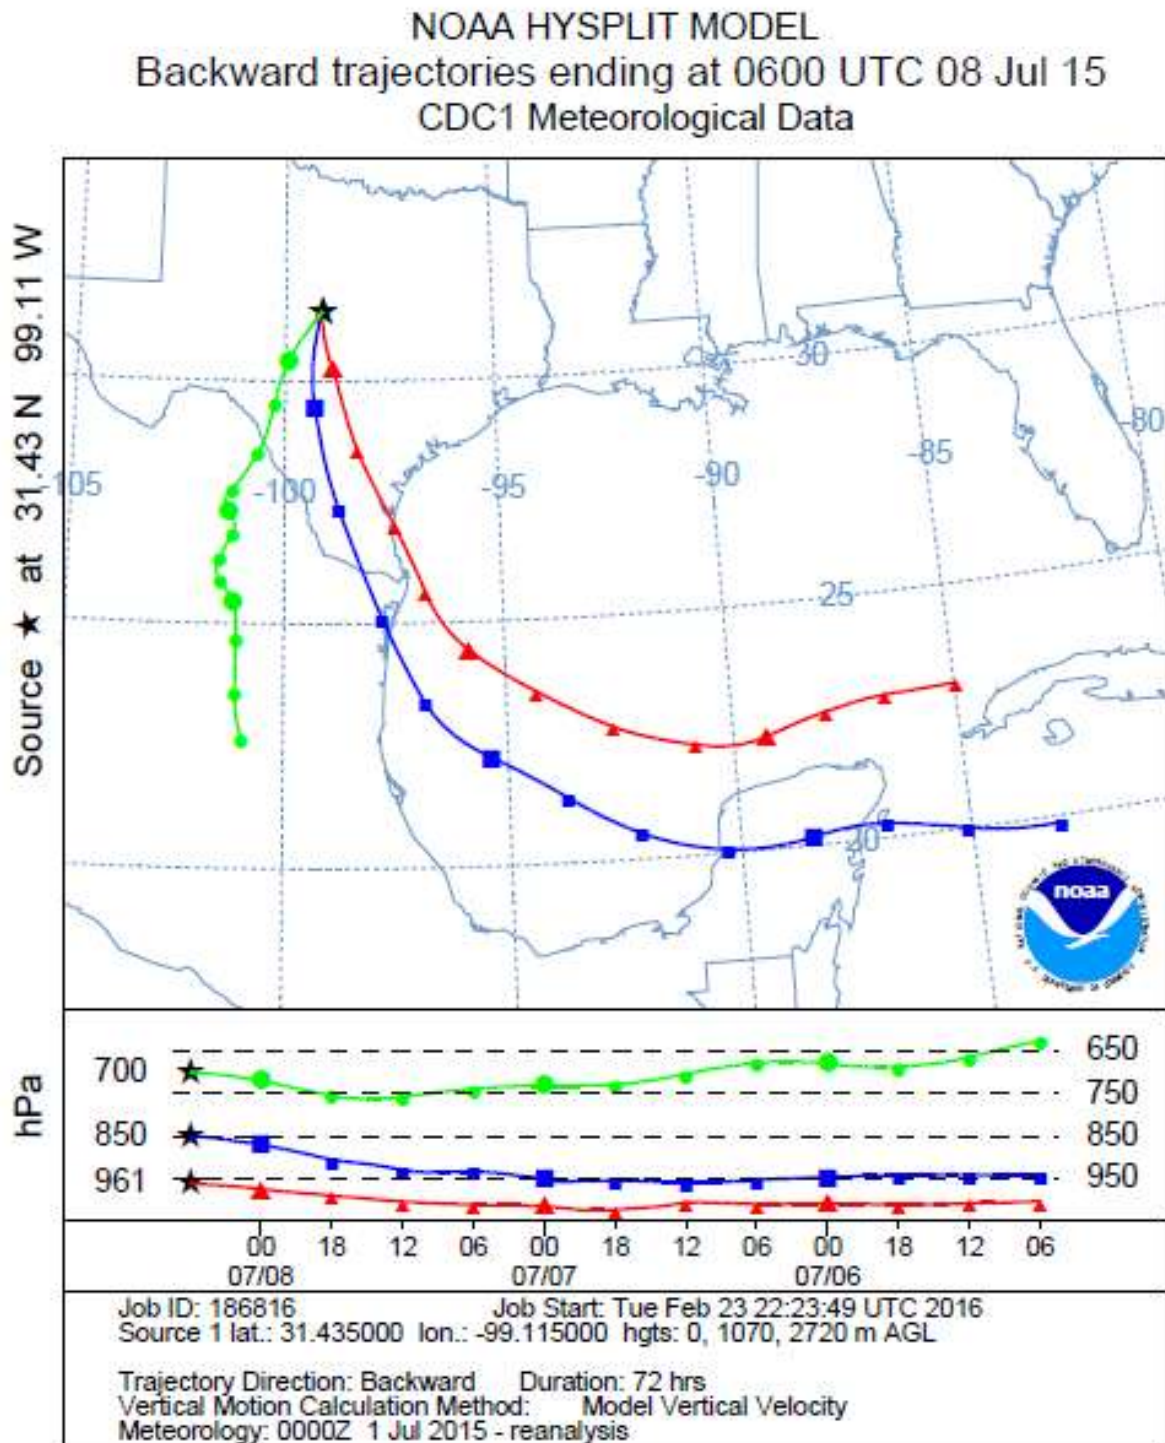 NOAA HYSPLIT MODEL
Backward trajectories ending at 0600 UTC 08 Jul 15
CDC1 Meteorological Data
Source ★ at 31.43 N 99.11 W
30
-80
-85
-90
-95
-100
-105
25
20
noaa
hPa
700
850
961
650
750
850
950
00 18 12 06 00 18 12 06 00 18 12 06
07/08 07/07 07/06
Job ID: 186816 Job Start: Tue Feb 23 22:23:49 UTC 2016
Source 1 lat.: 31.435000 lon.: -99.115000 hgts: 0, 1070, 2720 m AGL
Trajectory Direction: Backward Duration: 72 hrs
Vertical Motion Calculation Method: Model Vertical Velocity
Meteorology: 0000Z 1 Jul 2015 - reanalysis